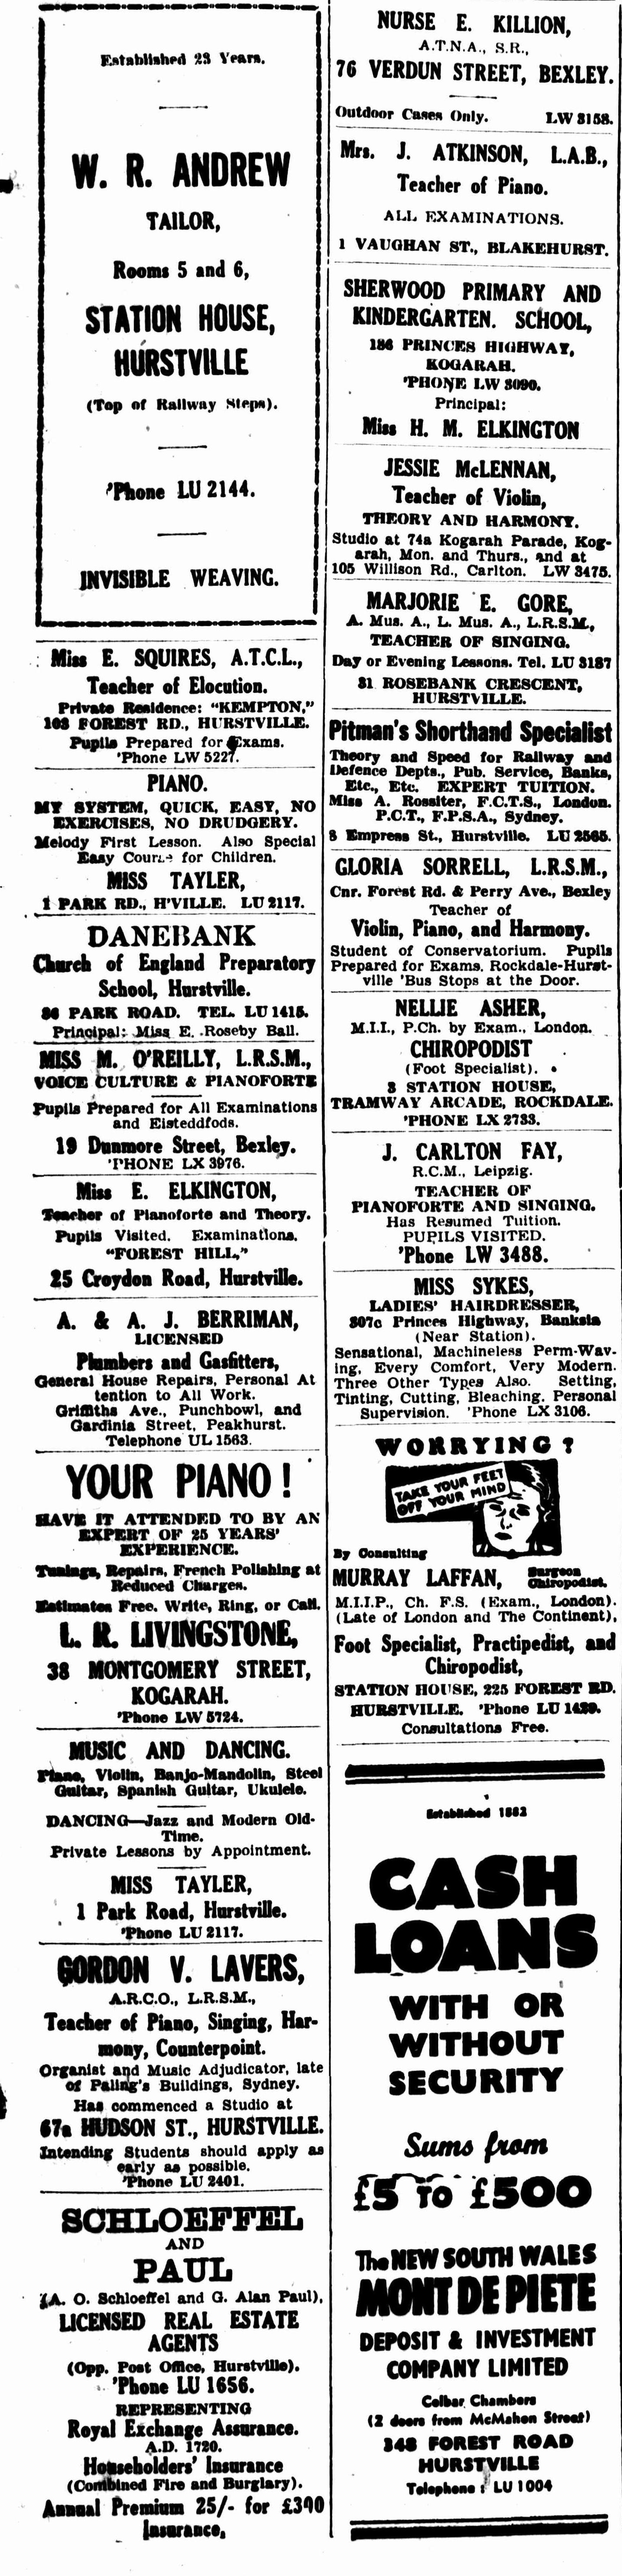 Established 23 Years.
W. R. ANDREW
TAILOR,
Rooms 5 and 6,
STATION HOUSE,
HURSTVILLE
(Top of Railway Steps).
'Phone LU 2144.
INVISIBLE WEAVING.
Miss E. SQUIRES, A.T.C.L.,
Teacher of Elocution.
Private Residence: "KEMPTON,"
103 FOREST RD., HURSTVILLE.
Pupils Prepared for Exams.
'Phone LW 5227.
PIANO.
MY SYSTEM, QUICK, EASY, NO
EXERCISES, NO DRUDGERY.
Melody First Lesson. Also Special
Easy Course for Children.
MISS TAYLER,
1 PARK RD., H'VILLE. LU 2117.
DANEBANK
Church of England Preparatory
School, Hurstville.
86 PARK ROAD. TEL. LU 1415.
Principal: Miss E. Roseby Ball.
MISS M. O'REILLY, L.R.S.M.,
VOICE CULTURE & PIANOFORTE
Pupils Prepared for All Examinations
and Eisteddfods.
19 Dunmore Street, Bexley.
'PHONE LX 3976.
Miss E. ELKINGTON,
Teacher of Pianoforte and Theory.
Pupils Visited. Examinations.
"FOREST HILL,"
25 Croydon Road, Hurstville.
A. & A. J. BERRIMAN,
LICENSED
Plumbers and Gasfitters,
General House Repairs, Personal At
tention to All Work.
Griffiths Ave., Punchbowl, and
Gardinia Street, Peakhurst.
Telephone UL 1563.
YOUR PIANO!
HAVE IT ATTENDED TO BY AN
EXPERT OF 25 YEARS'
EXPERIENCE.
Tunings, Repairs, French Polishing at
Reduced Charges.
Estimates Free. Write, Ring, or Call.
L. R. LIVINGSTONE,
38 MONTGOMERY STREET,
KOGARAH.
'Phone LW 5724.
MUSIC AND DANCING.
Piano, Violin, Banjo-Mandolin, Steel
Guitar, Spanish Guitar, Ukulele.
DANCING—Jazz and Modern Old-
Time.
Private Lessons by Appointment.
MISS TAYLER,
1 Park Road, Hurstville.
'Phone LU 2117.
GORDON V. LAVERS,
A.R.C.O., L.R.S.M.,
Teacher of Piano, Singing, Har-
mony, Counterpoint.
Organist and Music Adjudicator, late
of Paling's Buildings, Sydney.
Has commenced a Studio at
67a HUDSON ST., HURSTVILLE.
Intending Students should apply as
early as possible.
'Phone LU 2401.
SCHLOEFFEL
AND
PAUL
(A. O. Schloeffel and G. Alan Paul),
LICENSED REAL ESTATE
AGENTS
(Opp. Post Office, Hurstville).
'Phone LU 1656.
REPRESENTING
Royal Exchange Assurance.
A.D. 1720.
Householders' Insurance
(Combined Fire and Burglary).
Annual Premium 25/- for £300
Insurance,
NURSE E. KILLION,
A.T.N.A., S.R.,
76 VERDUN STREET, BEXLEY.
Outdoor Cases Only. LW 3158.
Mrs. J. ATKINSON, L.A.B.,
Teacher of Piano.
ALL EXAMINATIONS.
1 VAUGHAN ST., BLAKEHURST.
SHERWOOD PRIMARY AND
KINDERGARTEN. SCHOOL,
186 PRINCES HIGHWAY,
KOGARAH.
'PHONE LW 3090.
Principal:
Miss H. M. ELKINGTON
JESSIE McLENNAN,
Teacher of Violin,
THEORY AND HARMONY.
Studio at 74a Kogarah Parade, Kog-
arah, Mon. and Thurs., and at
105 Willison Rd., Carlton. LW 3475.
MARJORIE E. GORE,
A. Mus. A., L. Mus. A., L.R.S.M.,
TEACHER OF SINGING.
Day or Evening Lessons. Tel. LU 3187
31 ROSEBANK CRESCENT,
HURSTVILLE.
Pitman's Shorthand Specialist
Theory and Speed for Railway and
Defence Depts., Pub. Service, Banks,
Etc., Etc. EXPERT TUITION.
Miss A. Rossiter, F.C.T.S., London.
P.C.T., F.P.S.A., Sydney.
8 Empress St., Hurstville. LU 2565.
GLORIA SORRELL, L.R.S.M.,
Cnr. Forest Rd. & Perry Ave., Bexley
Teacher of
Violin, Piano, and Harmony.
Student of Conservatorium. Pupils
Prepared for Exams. Rockdale-Hurst-
ville 'Bus Stops at the Door.
NELLIE ASHER,
M.I.I., P.Ch. by Exam., London.
CHIROPODIST
(Foot Specialist).
3 STATION HOUSE,
TRAMWAY ARCADE, ROCKDALE.
'PHONE LX 2733.
J. CARLTON FAY,
R.C.M., Leipzig.
TEACHER OF
PIANOFORTE AND SINGING.
Has Resumed Tuition.
PUPILS VISITED.
'Phone LW 3488.
MISS SYKES,
LADIES' HAIRDRESSER,
307c Princes Highway, Banksia
(Near Station).
Sensational, Machineless Perm-Wav-
ing, Every Comfort, Very Modern.
Three Other Types Also. Setting,
Tinting, Cutting, Bleaching. Personal
Supervision. 'Phone LX 3106.
WORRYING?
TAKE YOUR FEET
OFF YOUR MIND
By Consulting
MURRAY LAFFAN, Surgeon Chiropodist.
M.I.I.P., Ch. F.S. (Exam., London).
(Late of London and The Continent),
Foot Specialist, Practipedist, and
Chiropodist,
STATION HOUSE, 225 FOREST RD.
HURSTVILLE. 'Phone LU 1429.
Consultations Free.
Established 1882
CASH
LOANS
WITH OR
WITHOUT
SECURITY
Sums from
£5 TO £500
The NEW SOUTH WALES
MONT DE PIETE
DEPOSIT & INVESTMENT
COMPANY LIMITED
Colbar Chambers
(2 doors from McMahon Street)
348 FOREST ROAD
HURSTVILLE
Telephone: LU 1004